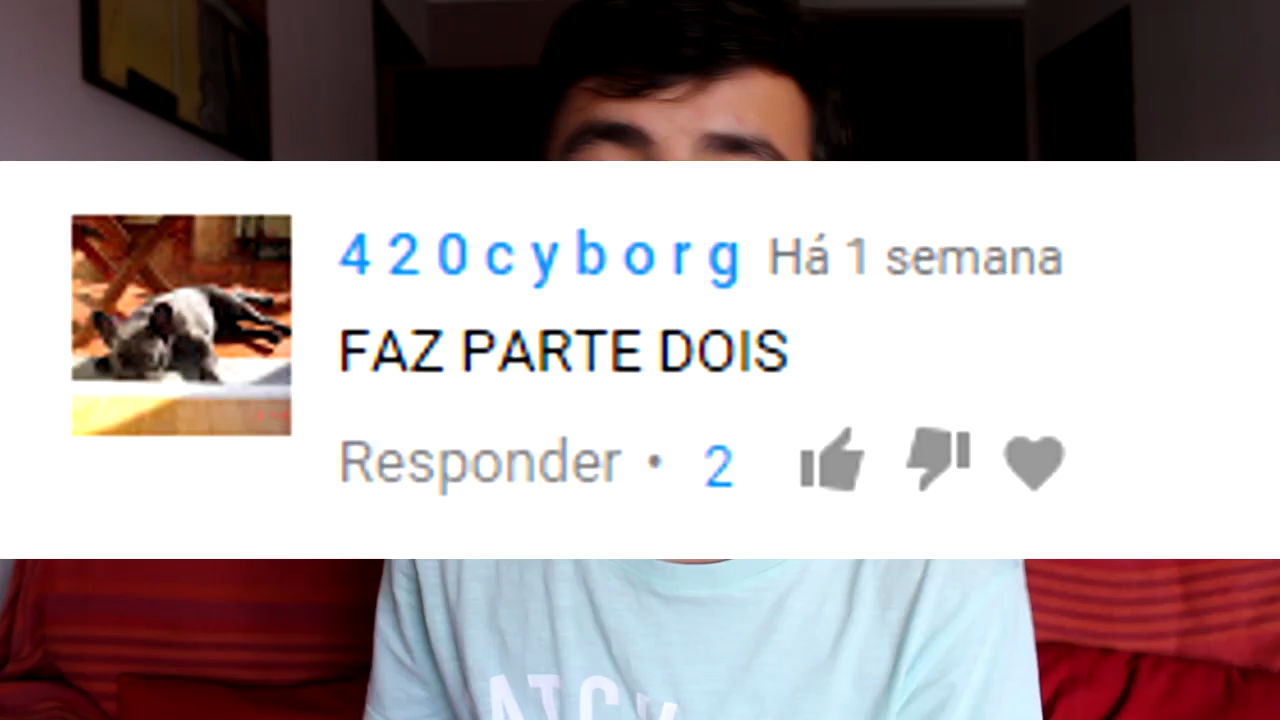 4 2 0 c y b o r g Há 1 semana
FAZ PARTE DOIS
Responder • 2